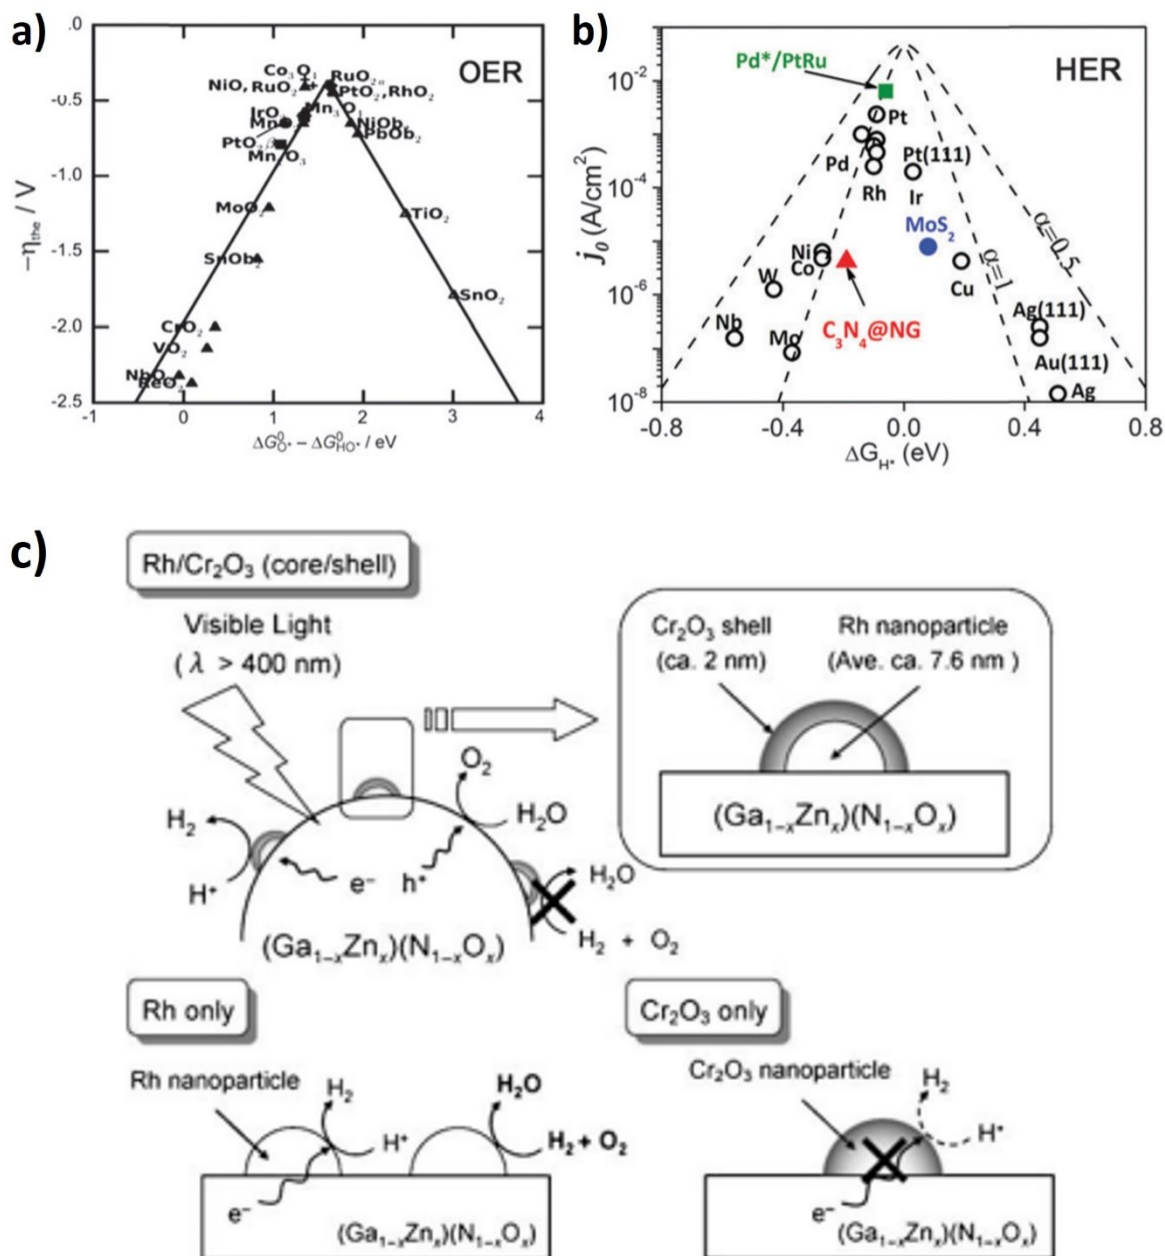 a)
OER
.0
-0.5
-1.0
-1.5
-2.0
-2.5
-1
0
1
2
3
4
−η_the / V
ΔG⁰_O* − ΔG⁰_HO* / eV
Co₃O₄
RuO₂
NiO, RuO₂
PtO₂, RhO₂
Mn₃O₄
NiOb₂
PbOb₂
PtO₂β
Mn₂O₃
MoO₂
TiO₂
SnOb₂
SnO₂
CrO₂
VO₂
NbO₂
ReO₂
b)
HER
10⁻²
10⁻⁴
10⁻⁶
10⁻⁸
-0.8
-0.4
0.0
0.4
0.8
j₀ (A/cm²)
ΔG_H* (eV)
Pd*/PtRu
Pt
Pd
Pt(111)
Rh
Ir
MoS₂
α=0.5
α=1
Ni
Co
W
Cu
Nb
Mo
C₃N₄@NG
Ag(111)
Au(111)
Ag
c)
Rh/Cr₂O₃ (core/shell)
Visible Light
( λ > 400 nm)
O₂
H₂O
H₂
H⁺
e⁻
h⁺
H₂O
H₂ + O₂
(Ga₁₋ₓZnₓ)(N₁₋ₓOₓ)
Cr₂O₃ shell
(ca. 2 nm)
Rh nanoparticle
(Ave. ca. 7.6 nm )
(Ga₁₋ₓZnₓ)(N₁₋ₓOₓ)
Rh only
Rh nanoparticle
H₂
H⁺
H₂O
H₂ + O₂
e⁻
(Ga₁₋ₓZnₓ)(N₁₋ₓOₓ)
Cr₂O₃ only
Cr₂O₃ nanoparticle
H₂
H⁺
e⁻
(Ga₁₋ₓZnₓ)(N₁₋ₓOₓ)